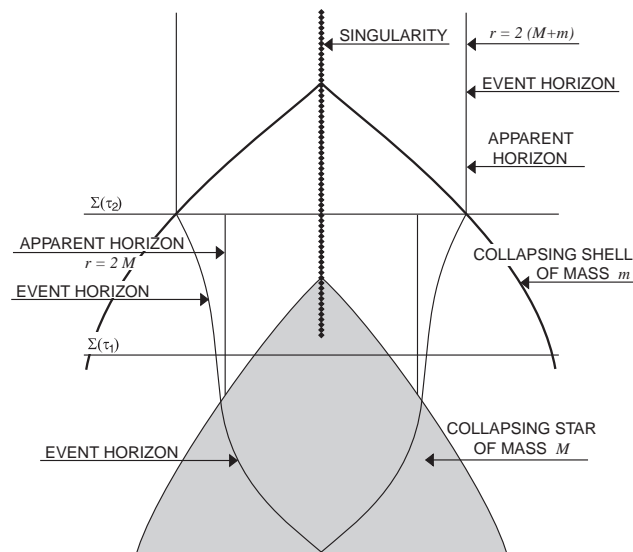 SINGULARITY
r = 2 (M+m)
EVENT HORIZON
APPARENT
HORIZON
Σ(τ2)
APPARENT HORIZON
r = 2 M
EVENT HORIZON
COLLAPSING SHELL
OF MASS m
Σ(τ1)
EVENT HORIZON
COLLAPSING STAR
OF MASS M